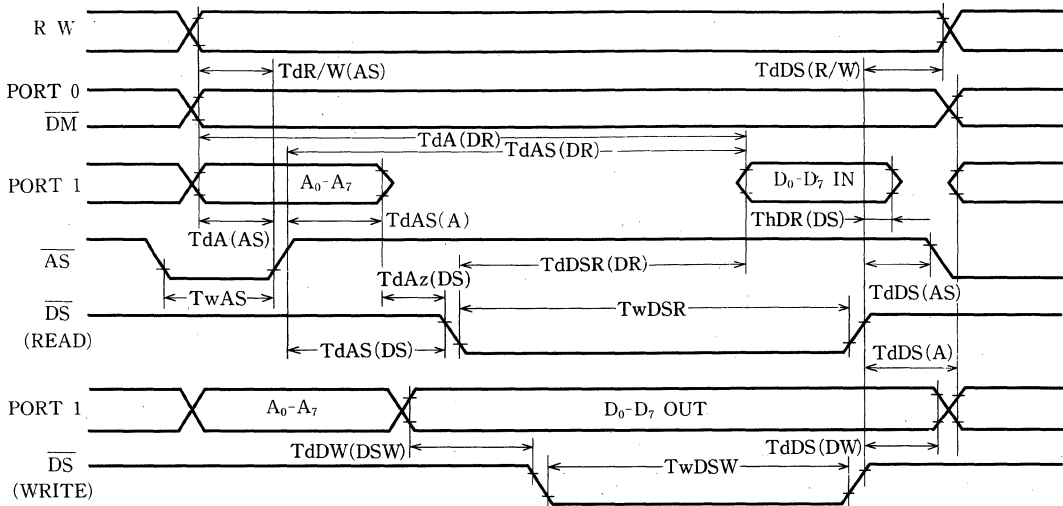 R W
TdR/W(AS)
TdDS(R/W)
PORT 0
DM
TdA(DR)
TdAS(DR)
PORT 1
A₀-A₇
D₀-D₇ IN
TdA(AS)
TdAS(A)
ThDR(DS)
AS
TdAz(DS)
TdDSR(DR)
TwAS
TdDS(AS)
DS
(READ)
TwDSR
TdAS(DS)
TdDS(A)
PORT 1
A₀-A₇
D₀-D₇ OUT
TdDW(DSW)
TdDS(DW)
DS
(WRITE)
TwDSW